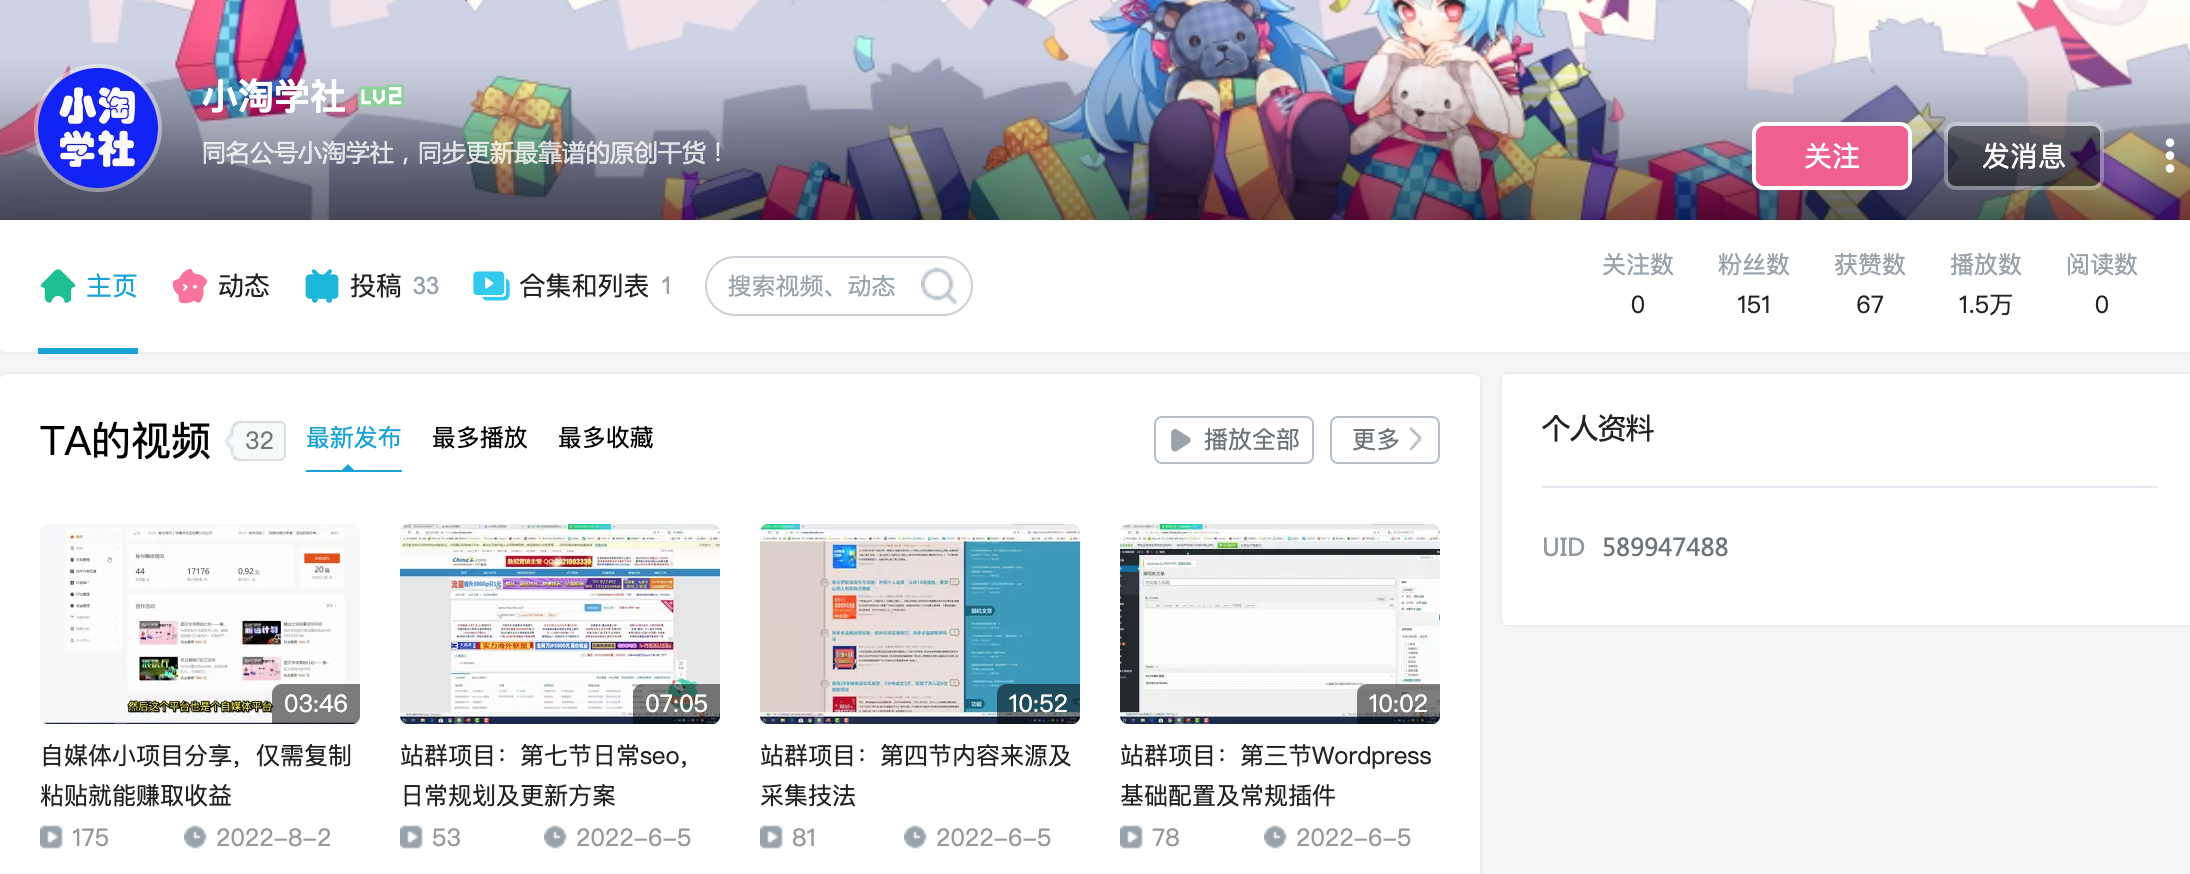 小淘
学社
小淘学社 LV2
同名公号小淘学社，同步更新最靠谱的原创干货！
关注
发消息
主页
动态
投稿 33
合集和列表 1
搜索视频、动态
关注数 粉丝数 获赞数 播放数 阅读数
0 151 67 1.5万 0
TA的视频 32 最新发布 最多播放 最多收藏
播放全部
更多
个人资料
UID 589947488
44 17176 0.92 元
20
然后这个平台也是个自媒体平台
03:46
07:05
10:52
10:02
自媒体小项目分享，仅需复制
粘贴就能赚取收益
175 2022-8-2
站群项目：第七节日常seo，
日常规划及更新方案
53 2022-6-5
站群项目：第四节内容来源及
采集技法
81 2022-6-5
站群项目：第三节Wordpress
基础配置及常规插件
78 2022-6-5